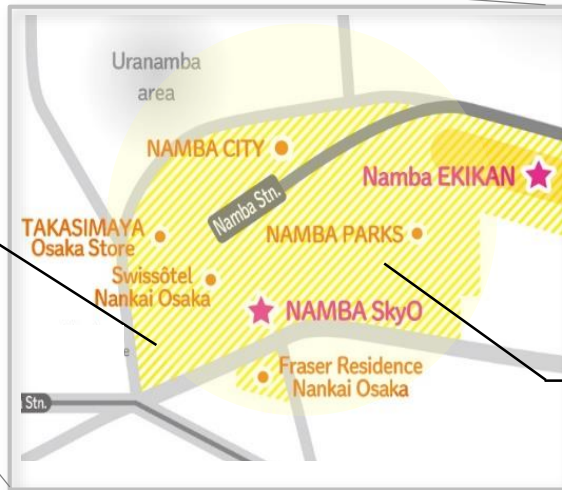 Uranamba
area
NAMBA CITY
Namba EKIKAN
Namba Stn.
TAKASIMAYA
Osaka Store
NAMBA PARKS
Swissôtel
Nankai Osaka
NAMBA SkyO
e
Fraser Residence
Nankai Osaka
Stn.